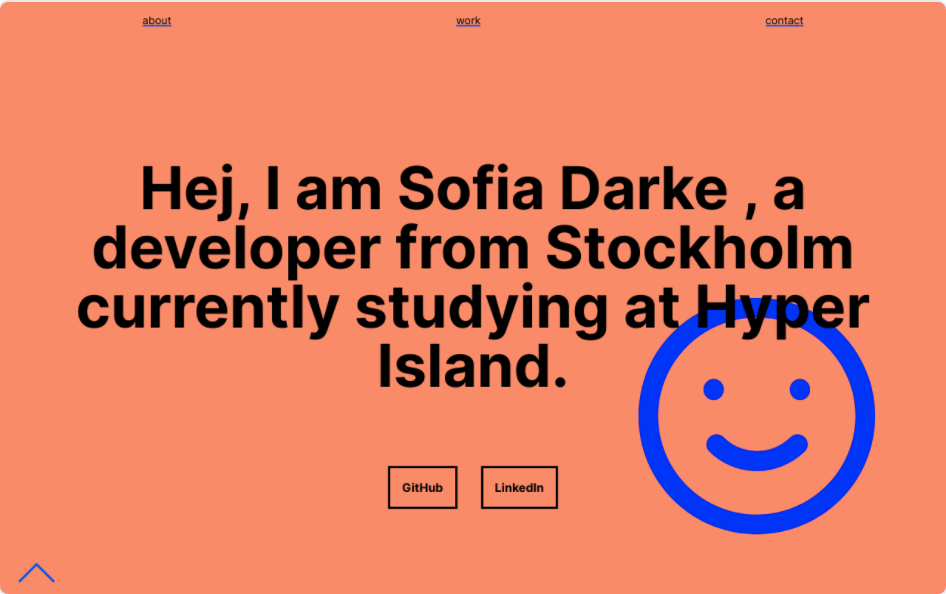 about work contact
Hej, I am Sofia Darke , a
developer from Stockholm
currently studying at Hyper
Island.
GitHub LinkedIn